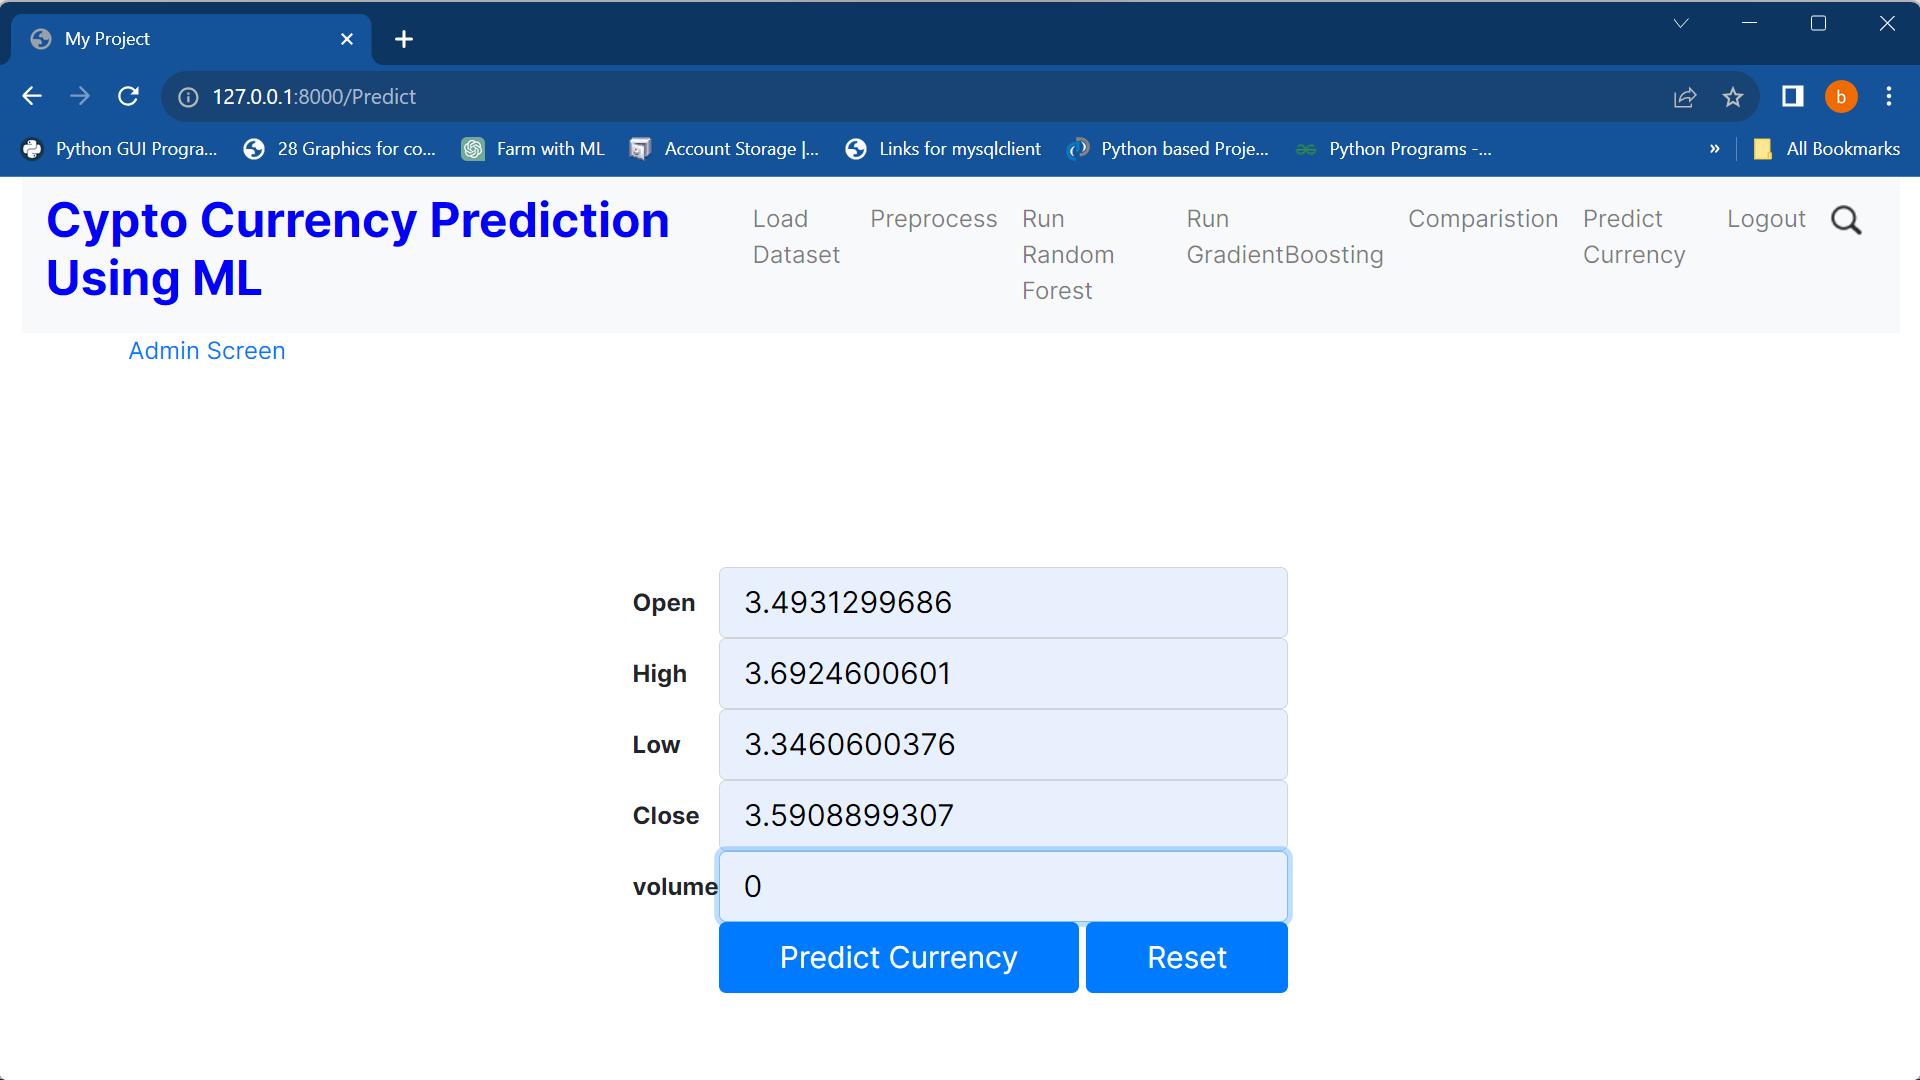 My Project
127.0.0.1:8000/Predict
b
Python GUI Progra...
28 Graphics for co...
Farm with ML
Account Storage |...
Links for mysqlclient
Python based Proje...
Python Programs -...
»
All Bookmarks
Cypto Currency Prediction
Using ML
Load
Dataset
Preprocess
Run
Random
Forest
Run
GradientBoosting
Comparistion
Predict
Currency
Logout
Admin Screen
Open 3.4931299686
High 3.6924600601
Low 3.3460600376
Close 3.5908899307
volume 0
Predict Currency Reset